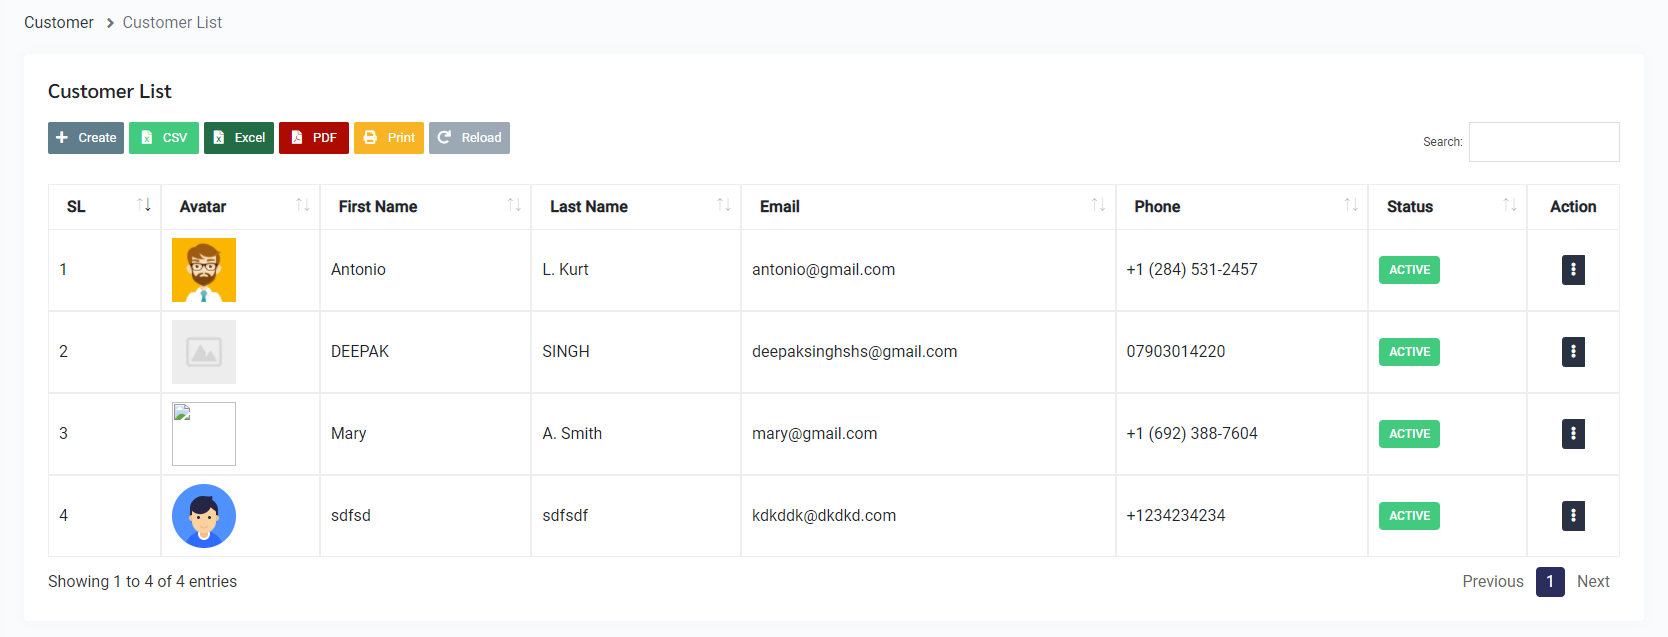 Customer > Customer List
Customer List
Create CSV Excel PDF Print Reload
Search:
SL Avatar First Name Last Name Email Phone Status Action
1 Antonio L. Kurt antonio@gmail.com +1 (284) 531-2457 ACTIVE
2 DEEPAK SINGH deepaksinghshs@gmail.com 07903014220 ACTIVE
3 Mary A. Smith mary@gmail.com +1 (692) 388-7604 ACTIVE
4 sdfsd sdfsdf kdkddk@dkdkd.com +1234234234 ACTIVE
Showing 1 to 4 of 4 entries
Previous 1 Next